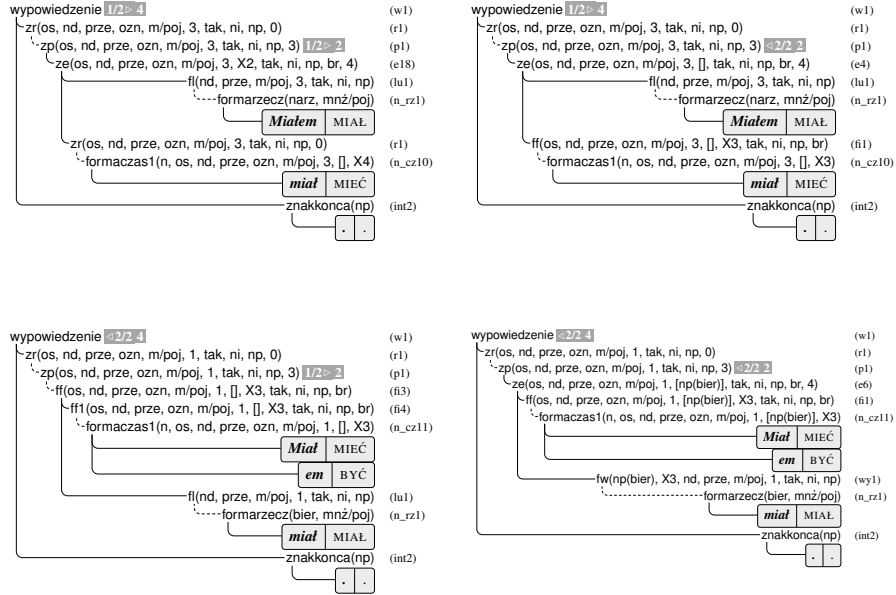 wypowiedzenie 1/2▷ 4 (w1)
zr(os, nd, prze, ozn, m/poj, 3, tak, ni, np, 0) (r1)
zp(os, nd, prze, ozn, m/poj, 3, tak, ni, np, 3) 1/2▷ 2 (p1)
ze(os, nd, prze, ozn, m/poj, 3, X2, tak, ni, np, br, 4) (e18)
fl(nd, prze, m/poj, 3, tak, ni, np) (lu1)
formarzecz(narz, mnż/poj) (n_rz1)
Miałem MIAŁ
zr(os, nd, prze, ozn, m/poj, 3, tak, ni, np, 0) (r1)
formaczas1(n, os, nd, prze, ozn, m/poj, 3, [], X4) (n_cz10)
miał MIEĆ
znakkonca(np) (int2)
. .
wypowiedzenie 1/2▷ 4 (w1)
zr(os, nd, prze, ozn, m/poj, 3, tak, ni, np, 0) (r1)
zp(os, nd, prze, ozn, m/poj, 3, tak, ni, np, 3) ◁2/2 2 (p1)
ze(os, nd, prze, ozn, m/poj, 3, [], tak, ni, np, br, 4) (e4)
fl(nd, prze, m/poj, 3, tak, ni, np) (lu1)
formarzecz(narz, mnż/poj) (n_rz1)
Miałem MIAŁ
ff(os, nd, prze, ozn, m/poj, 3, [], X3, tak, ni, np, br) (fi1)
formaczas1(n, os, nd, prze, ozn, m/poj, 3, [], X3) (n_cz10)
miał MIEĆ
znakkonca(np) (int2)
. .
wypowiedzenie ◁2/2 4 (w1)
zr(os, nd, prze, ozn, m/poj, 1, tak, ni, np, 0) (r1)
zp(os, nd, prze, ozn, m/poj, 1, tak, ni, np, 3) 1/2▷ 2 (p1)
ff(os, nd, prze, ozn, m/poj, 1, [], X3, tak, ni, np, br) (fi3)
ff1(os, nd, prze, ozn, m/poj, 1, [], X3, tak, ni, np, br) (fi4)
formaczas1(n, os, nd, prze, ozn, m/poj, 1, [], X3) (n_cz11)
Miał MIEĆ
em BYĆ
fl(nd, prze, m/poj, 1, tak, ni, np) (lu1)
formarzecz(bier, mnż/poj) (n_rz1)
miał MIAŁ
znakkonca(np) (int2)
. .
wypowiedzenie ◁2/2 4 (w1)
zr(os, nd, prze, ozn, m/poj, 1, tak, ni, np, 0) (r1)
zp(os, nd, prze, ozn, m/poj, 1, tak, ni, np, 3) ◁2/2 2 (p1)
ze(os, nd, prze, ozn, m/poj, 1, [np(bier)], tak, ni, np, br, 4) (e6)
ff(os, nd, prze, ozn, m/poj, 1, [np(bier)], X3, tak, ni, np, br) (fi1)
formaczas1(n, os, nd, prze, ozn, m/poj, 1, [np(bier)], X3) (n_cz11)
Miał MIEĆ
em BYĆ
fw(np(bier), X3, nd, prze, m/poj, 1, tak, ni, np) (wy1)
formarzecz(bier, mnż/poj) (n_rz1)
miał MIAŁ
znakkonca(np) (int2)
. .